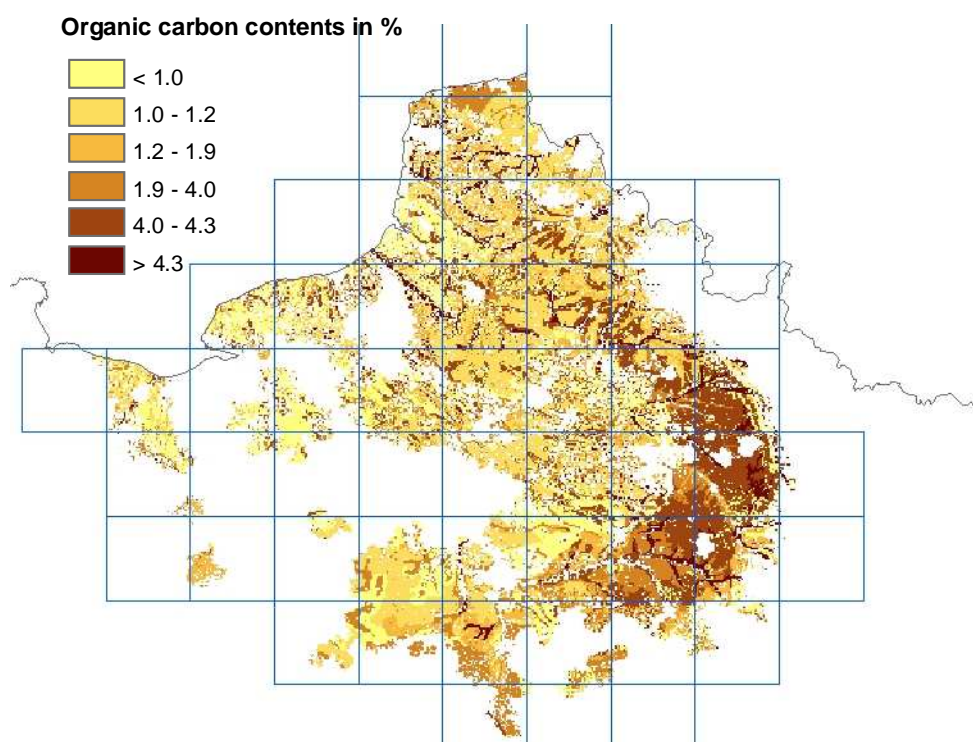 Organic carbon contents in %
< 1.0
1.0 - 1.2
1.2 - 1.9
1.9 - 4.0
4.0 - 4.3
> 4.3